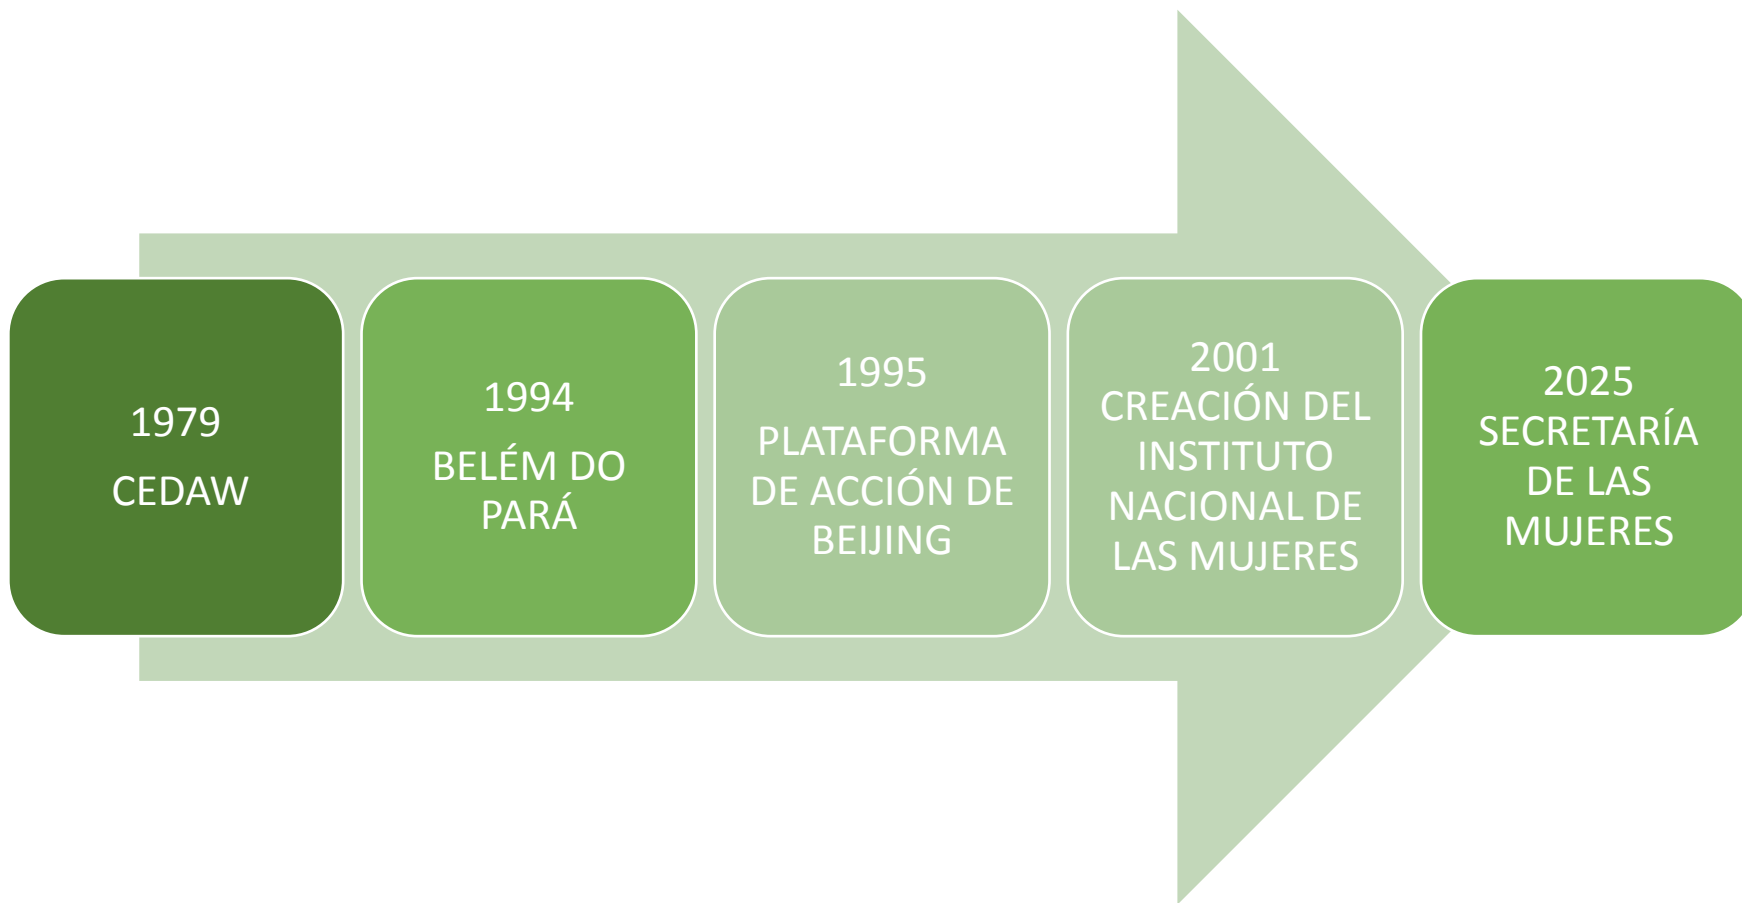 1979
CEDAW
1994
BELÉM DO
PARÁ
1995
PLATAFORMA
DE ACCIÓN DE
BEIJING
2001
CREACIÓN DEL
INSTITUTO
NACIONAL DE
LAS MUJERES
2025
SECRETARÍA
DE LAS
MUJERES